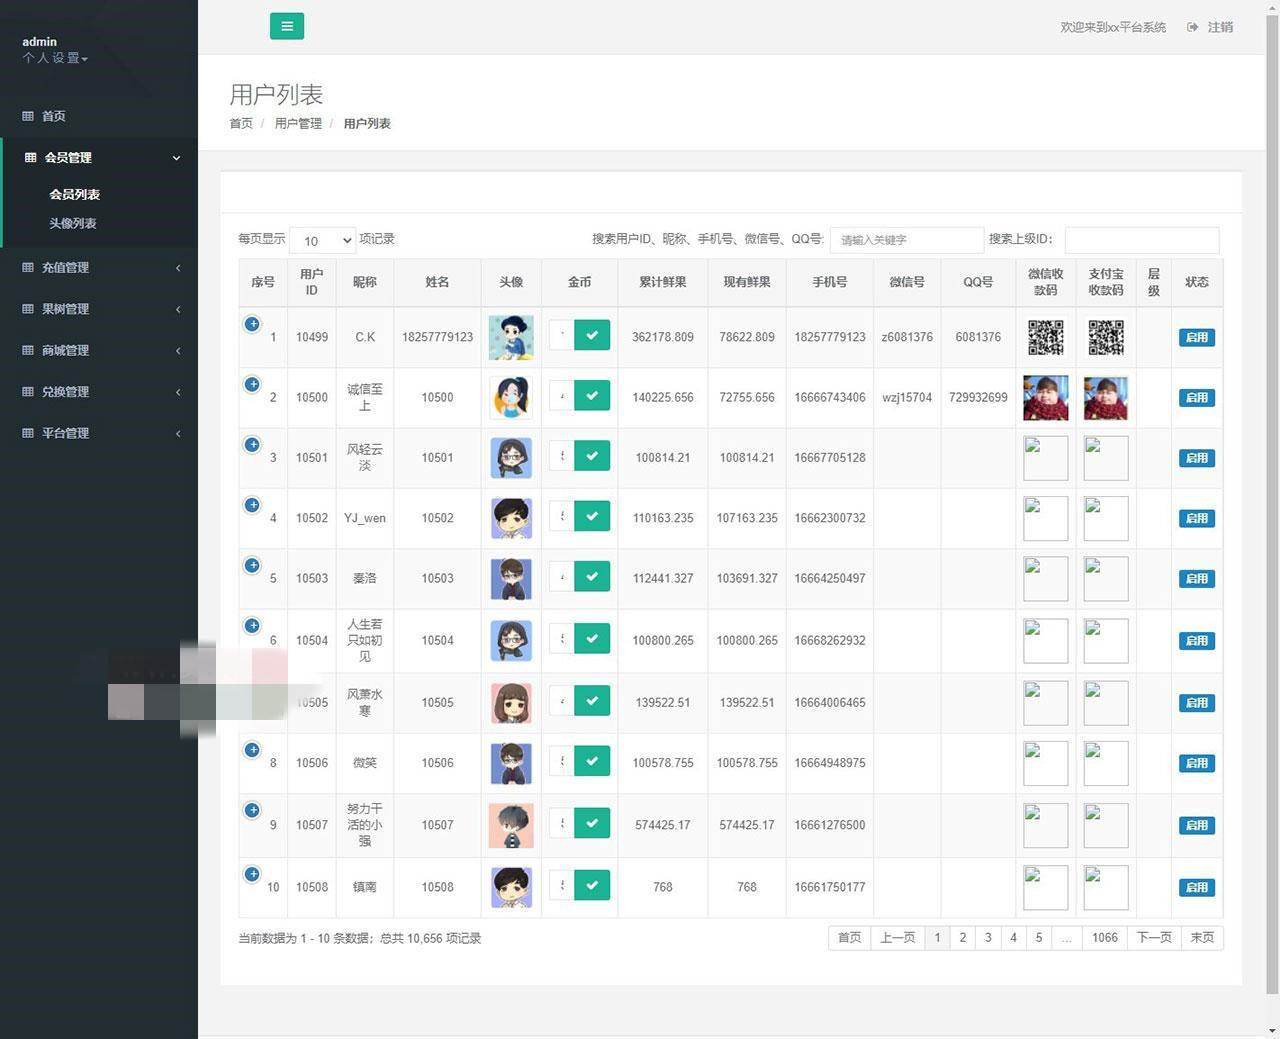 admin
个人设置
首页
会员管理
会员列表
头像列表
充值管理
果树管理
商城管理
兑换管理
平台管理
欢迎来到xx平台系统 注销
用户列表
首页 / 用户管理 / 用户列表
每页显示 10 项记录 搜索用户ID、昵称、手机号、微信号、QQ号: 请输入关键字 搜索上级ID:
序号 用户ID 昵称 姓名 头像 金币 累计鲜果 现有鲜果 手机号 微信号 QQ号 微信收款码 支付宝收款码 层级 状态
1 10499 C.K 18257779123 362178.809 78622.809 18257779123 z6081376 6081376 启用
2 10500 诚信至上 10500 140225.656 72755.656 16666743406 wzj15704 729932699 启用
3 10501 风轻云淡 10501 100814.21 100814.21 16667705128 启用
4 10502 YJ_wen 10502 110163.235 107163.235 16662300732 启用
5 10503 秦洛 10503 112441.327 103691.327 16664250497 启用
6 10504 人生若只如初见 10504 100800.265 100800.265 16668262932 启用
10505 风萧水寒 10505 139522.51 139522.51 16664006465 启用
8 10506 微笑 10506 100578.755 100578.755 16664948975 启用
9 10507 努力干活的小强 10507 574425.17 574425.17 16661276500 启用
10 10508 镇南 10508 768 768 16661750177 启用
当前数据为 1 - 10 条数据；总共 10,656 项记录
首页 上一页 1 2 3 4 5 ... 1066 下一页 末页